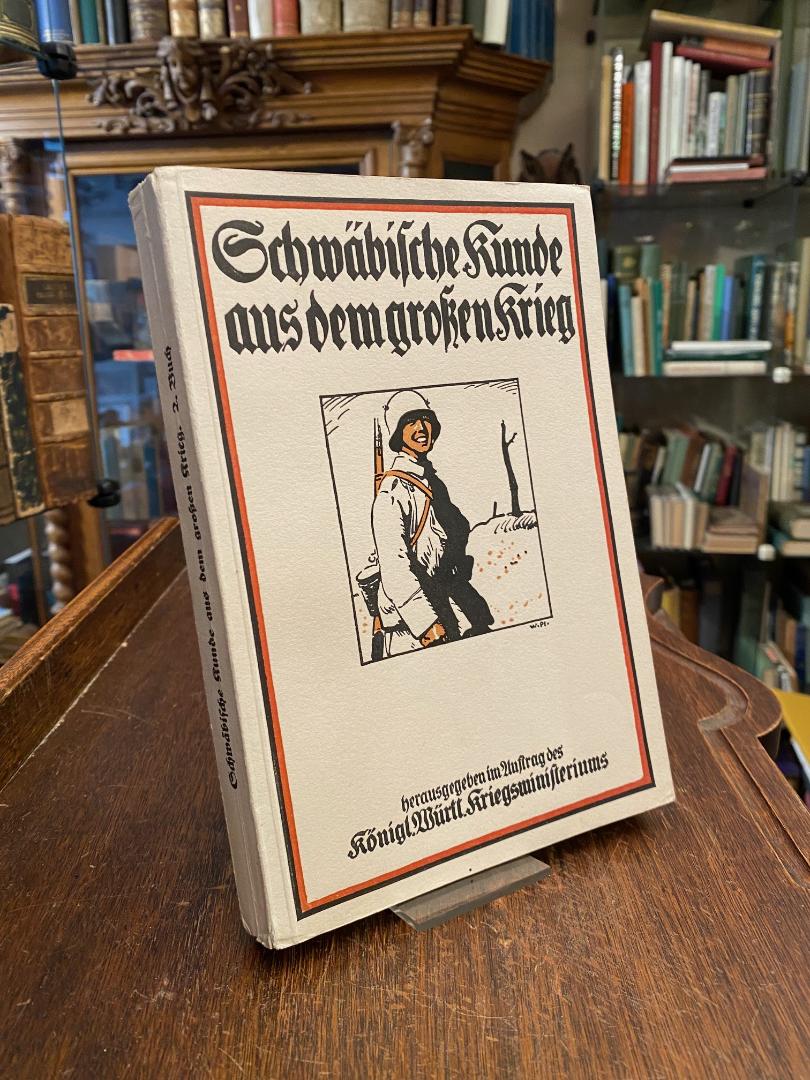 Schwäbiſche Kunde
aus dem großen Krieg
W.Pl.
herausgegeben im Auftrag des
Königl. Württ. Kriegsminiſteriums
Schwäbiſche Kunde aus dem großen Krieg. 2. Buch